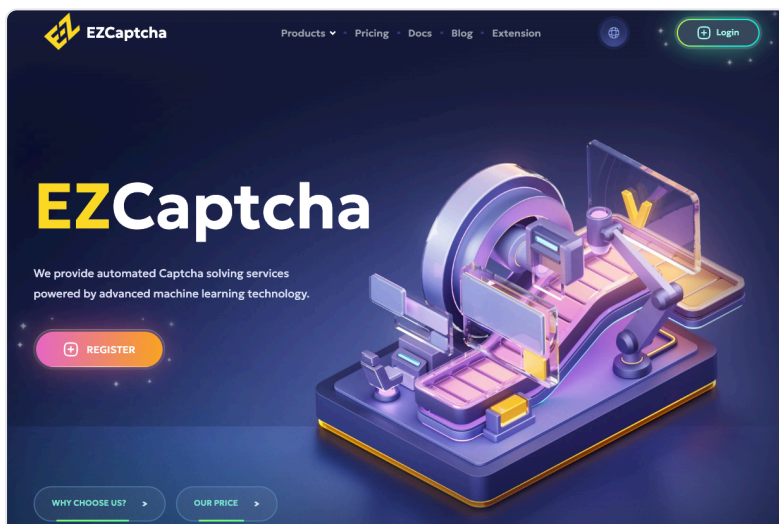 EZCaptcha
Products Pricing Docs Blog Extension
Login
EZCaptcha
We provide automated Captcha solving services
powered by advanced machine learning technology.
REGISTER
WHY CHOOSE US? >
OUR PRICE >